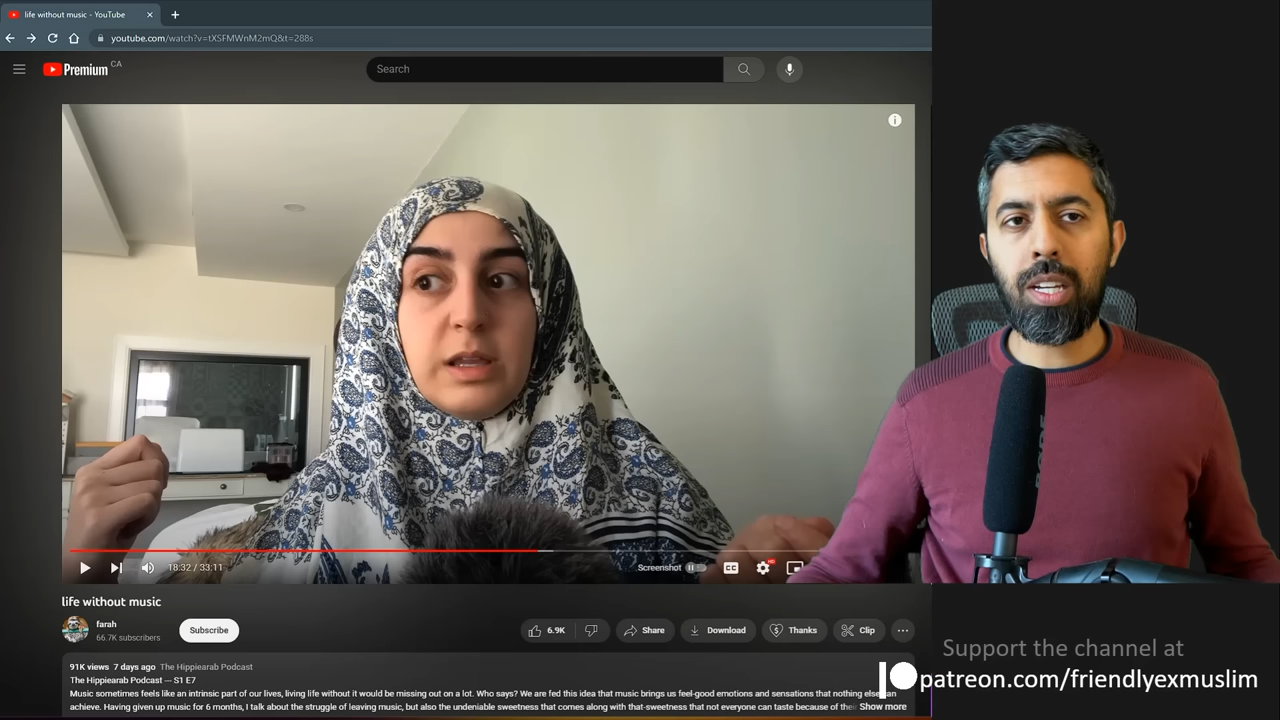 life without music - YouTube
youtube.com/watch?v=tXSFMWnM2mQ&t=288s
Premium CA
Search
18:32 / 33:11
Screenshot
CC
life without music
farah
66.7K subscribers
Subscribe
6.9K
Share
Download
Thanks
Clip
91K views 7 days ago The Hippiearab Podcast
The Hippiearab Podcast — S1 E7
Music sometimes feels like an intrinsic part of our lives, living life without it would be missing out on a lot. Who says? We are fed this idea that music brings us feel-good emotions and sensations that nothing else can
achieve. Having given up music for 6 months, I talk about the struggle of leaving music, but also the undeniable sweetness that comes along with that-sweetness that not everyone can taste because of their Show more
Support the channel at
patreon.com/friendlyexmuslim